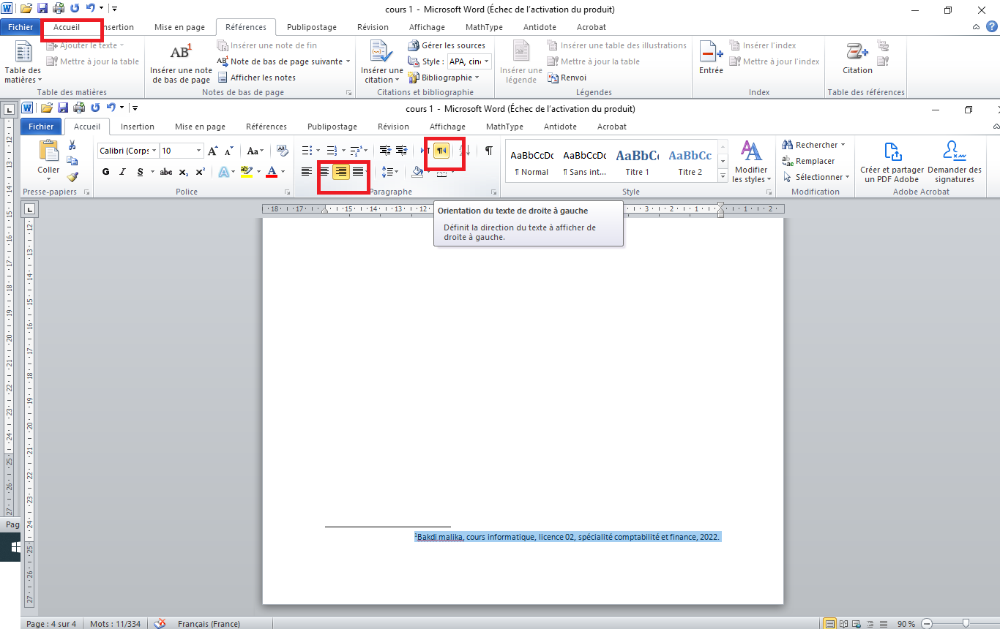 cours 1 - Microsoft Word (Échec de l'activation du produit)
Fichier Accueil nsertion Mise en page Références Publipostage Révision Affichage MathType Antidote Acrobat
Table des matières
Ajouter le texte
Mettre à jour la table
Table des matières
AB1
Insérer une note de bas de page
Insérer une note de fin
Note de bas de page suivante
Afficher les notes
Notes de bas de page
Insérer une citation
Gérer les sources
Style : APA, cin
Bibliographie
Citations et bibliographie
Insérer une légende
Insérer une table des illustrations
Mettre à jour la table
Renvoi
Légendes
Entrée
Insérer l'index
Mettre à jour l'index
Index
Citation
Table des références
cours 1 - Microsoft Word (Échec de l'activation du produit)
Fichier Accueil Insertion Mise en page Références Publipostage Révision Affichage MathType Antidote Acrobat
Coller
Presse-papiers
Calibri (Corps 10
G I S abc x₂ x²
Police
Paragraphe
AaBbCcDc AaBbCcDc AaBbC AaBbCc
¶ Normal ¶ Sans int... Titre 1 Titre 2
Modifier les styles
Style
Rechercher
Remplacer
Sélectionner
Modification
Créer et partager un PDF Adobe
Demander des signatures
Adobe Acrobat
18 17 15 14 13 12 3 2 1 1 2
Orientation du texte de droite à gauche
Définit la direction du texte à afficher de
droite à gauche.
1Bakdi malika, cours informatique, licence 02, spécialité comptabilité et finance, 2022.
Pag
Page : 4 sur 4 Mots : 11/334 Français (France) 90 %